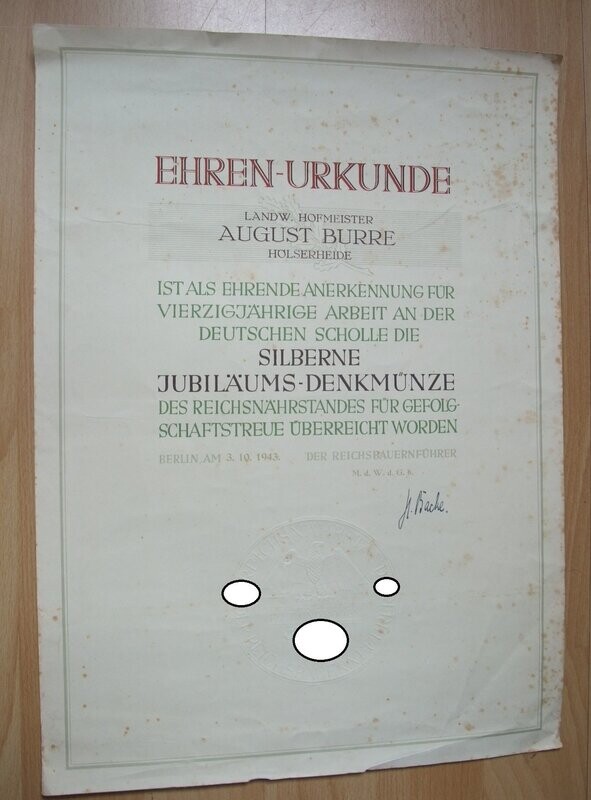 EHREN-URKUNDE
LANDW. HOFMEISTER
AUGUST BURRE
HOLSERHEIDE
IST ALS EHRENDE ANERKENNUNG FÜR
VIERZIGJÄHRIGE ARBEIT AN DER
DEUTSCHEN SCHOLLE DIE
SILBERNE
JUBILÄUMS-DENKMÜNZE
DES REICHSNÄHRSTANDES FÜR GEFOLG-
SCHAFTSTREUE ÜBERREICHT WORDEN
BERLIN AM 3. 10. 1943. DER REICHSBAUERNFÜHRER
M. d. W. d. G. b.
H. Backe.